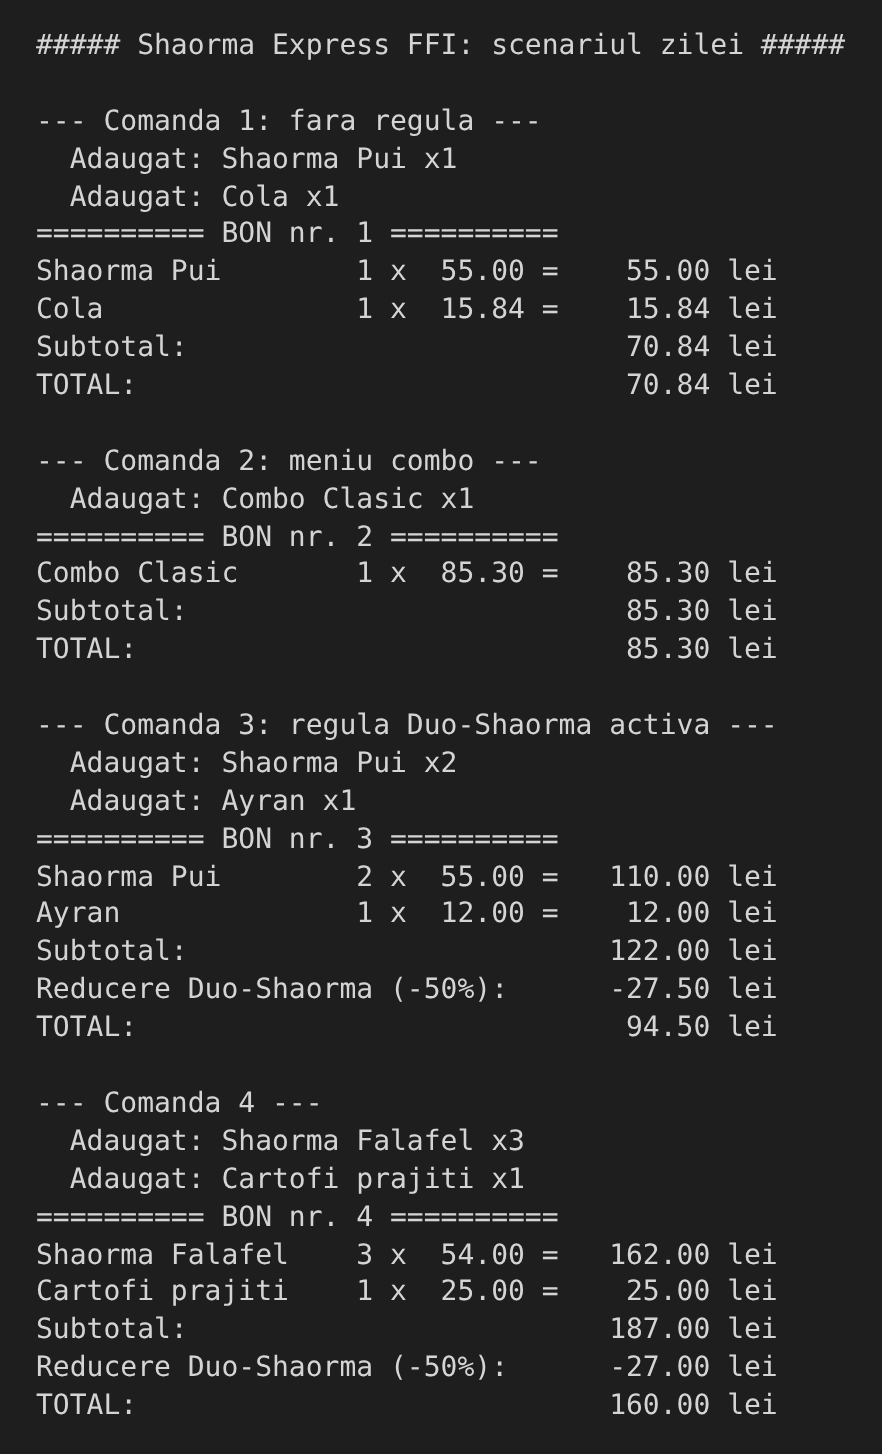 ##### Shaorma Express FFI: scenariul zilei #####

--- Comanda 1: fara regula ---
  Adaugat: Shaorma Pui x1
  Adaugat: Cola x1
========== BON nr. 1 ==========
Shaorma Pui        1 x  55.00 =    55.00 lei
Cola               1 x  15.84 =    15.84 lei
Subtotal:                          70.84 lei
TOTAL:                             70.84 lei

--- Comanda 2: meniu combo ---
  Adaugat: Combo Clasic x1
========== BON nr. 2 ==========
Combo Clasic       1 x  85.30 =    85.30 lei
Subtotal:                          85.30 lei
TOTAL:                             85.30 lei

--- Comanda 3: regula Duo-Shaorma activa ---
  Adaugat: Shaorma Pui x2
  Adaugat: Ayran x1
========== BON nr. 3 ==========
Shaorma Pui        2 x  55.00 =   110.00 lei
Ayran              1 x  12.00 =    12.00 lei
Subtotal:                         122.00 lei
Reducere Duo-Shaorma (-50%):      -27.50 lei
TOTAL:                             94.50 lei

--- Comanda 4 ---
  Adaugat: Shaorma Falafel x3
  Adaugat: Cartofi prajiti x1
========== BON nr. 4 ==========
Shaorma Falafel    3 x  54.00 =   162.00 lei
Cartofi prajiti    1 x  25.00 =    25.00 lei
Subtotal:                         187.00 lei
Reducere Duo-Shaorma (-50%):      -27.00 lei
TOTAL:                            160.00 lei